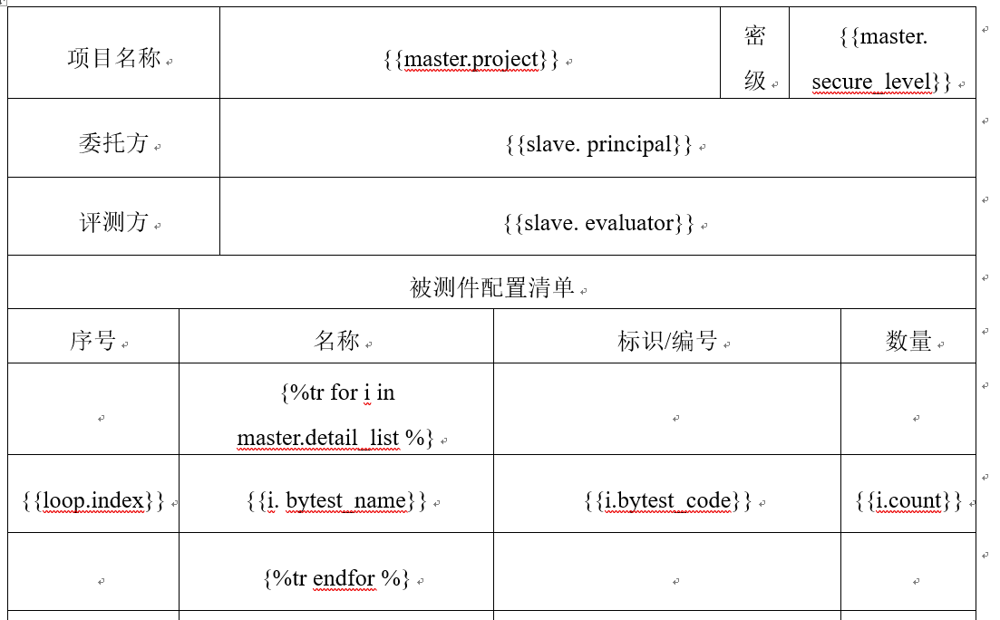 项目名称
{{master.project}}
密
级
{{master.
secure_level}}
委托方
{{slave. principal}}
评测方
{{slave. evaluator}}
被测件配置清单
序号
名称
标识/编号
数量
{%tr for i in
master.detail_list %}
{{loop.index}}
{{i. bytest_name}}
{{i.bytest_code}}
{{i.count}}
{%tr endfor %}